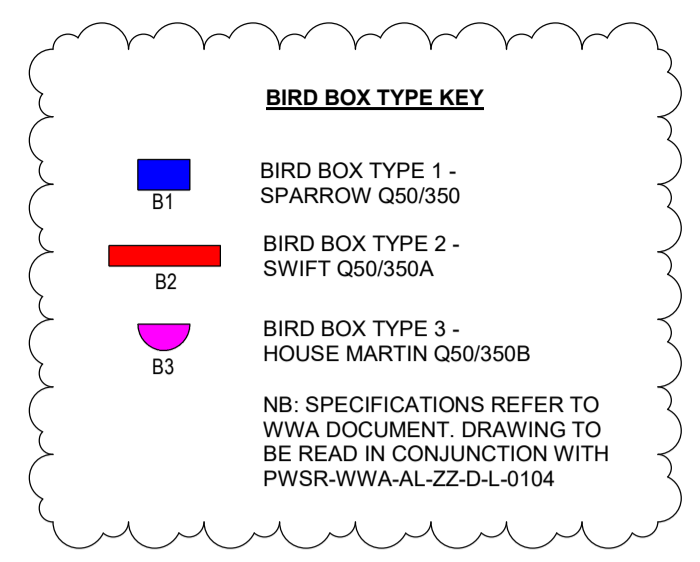 BIRD BOX TYPE KEY
BIRD BOX TYPE 1 -
SPARROW Q50/350
B1
BIRD BOX TYPE 2 -
SWIFT Q50/350A
B2
BIRD BOX TYPE 3 -
HOUSE MARTIN Q50/350B
B3
NB: SPECIFICATIONS REFER TO
WWA DOCUMENT. DRAWING TO
BE READ IN CONJUNCTION WITH
PWSR-WWA-AL-ZZ-D-L-0104